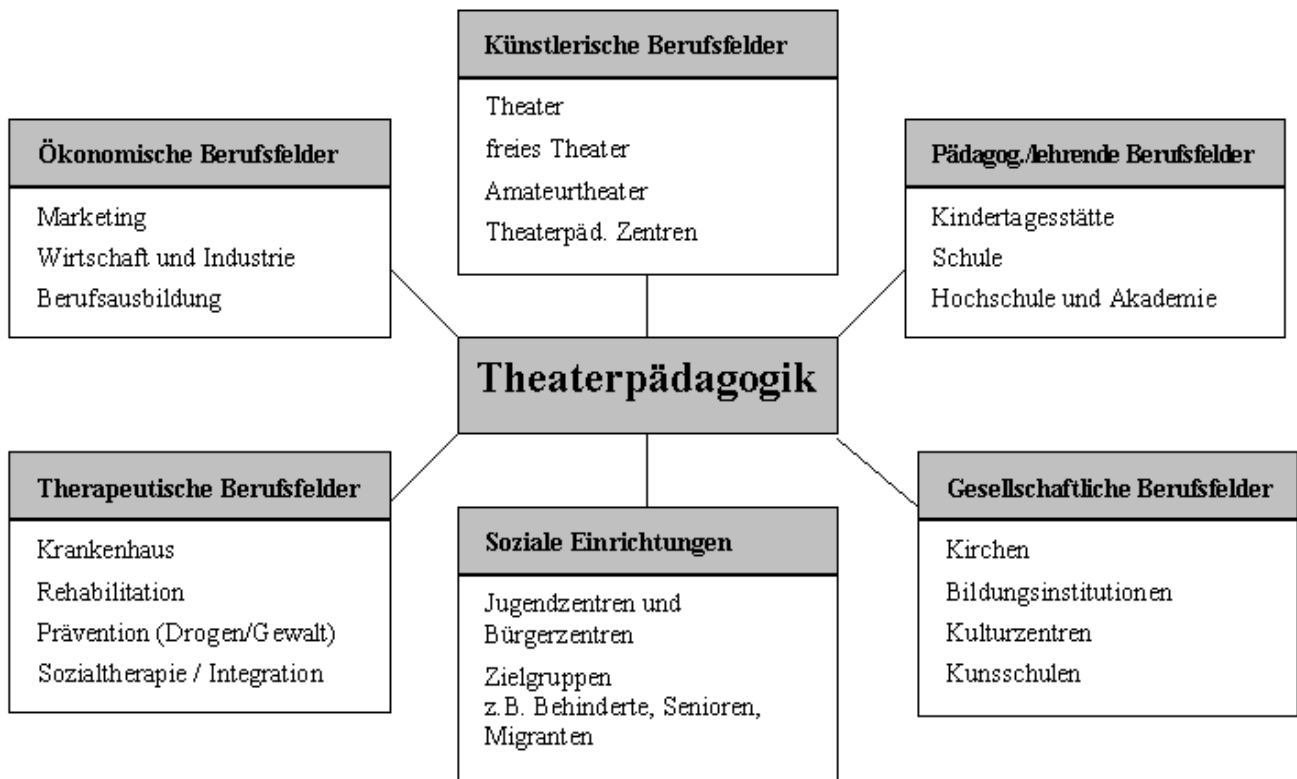 Künstlerische Berufsfelder
Theater
freies Theater
Amateurtheater
Theaterpäd. Zentren
Ökonomische Berufsfelder
Marketing
Wirtschaft und Industrie
Berufsausbildung
Pädagog./lehrende Berufsfelder
Kindertagesstätte
Schule
Hochschule und Akademie
Theaterpädagogik
Therapeutische Berufsfelder
Krankenhaus
Rehabilitation
Prävention (Drogen/Gewalt)
Sozialtherapie / Integration
Soziale Einrichtungen
Jugendzentren und
Bürgerzentren
Zielgruppen
z.B. Behinderte, Senioren,
Migranten
Gesellschaftliche Berufsfelder
Kirchen
Bildungsinstitutionen
Kulturzentren
Kunsschulen